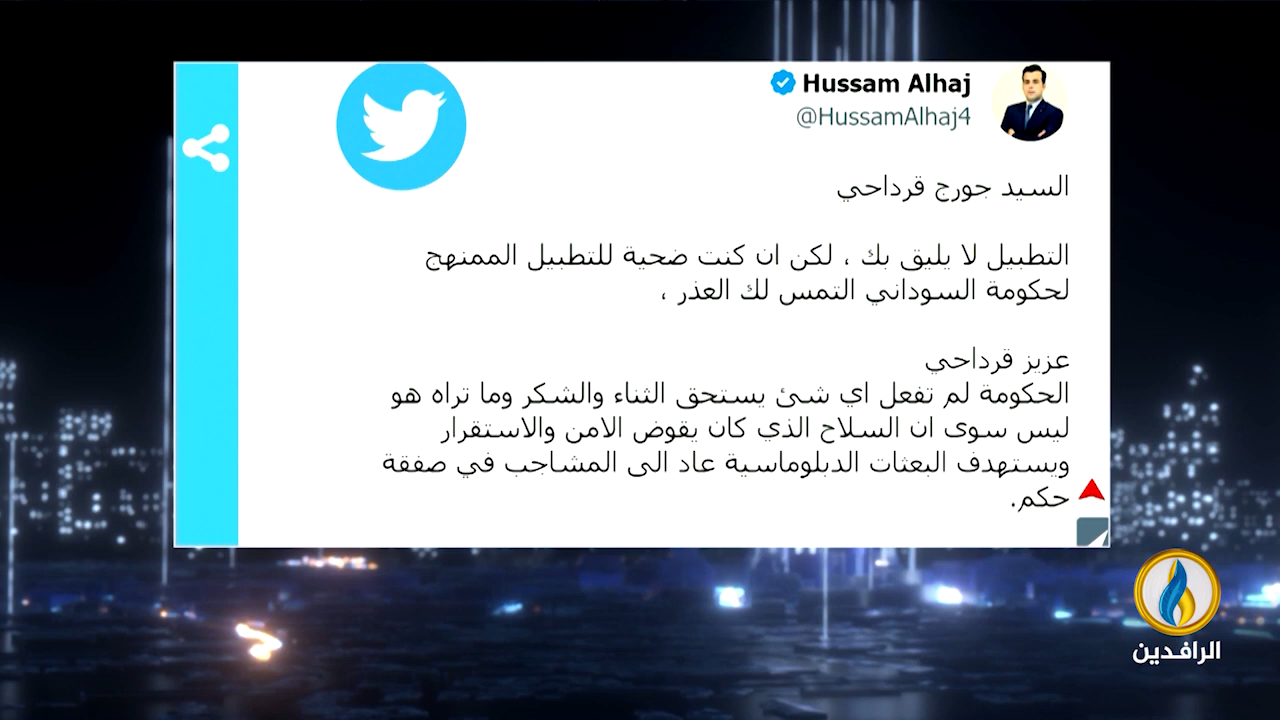 Hussam Alhaj
@HussamAlhaj4
السيد جورج قرداحي
التطبيل لا يليق بك ، لكن ان كنت ضحية للتطبيل الممنهج
لحكومة السوداني التمس لك العذر ،
عزيز قرداحي
الحكومة لم تفعل اي شئ يستحق الثناء والشكر وما تراه هو
ليس سوى ان السلاح الذي كان يقوض الامن والاستقرار
ويستهدف البعثات الدبلوماسية عاد الى المشاجب في صفقة
حكم.
الرافدين